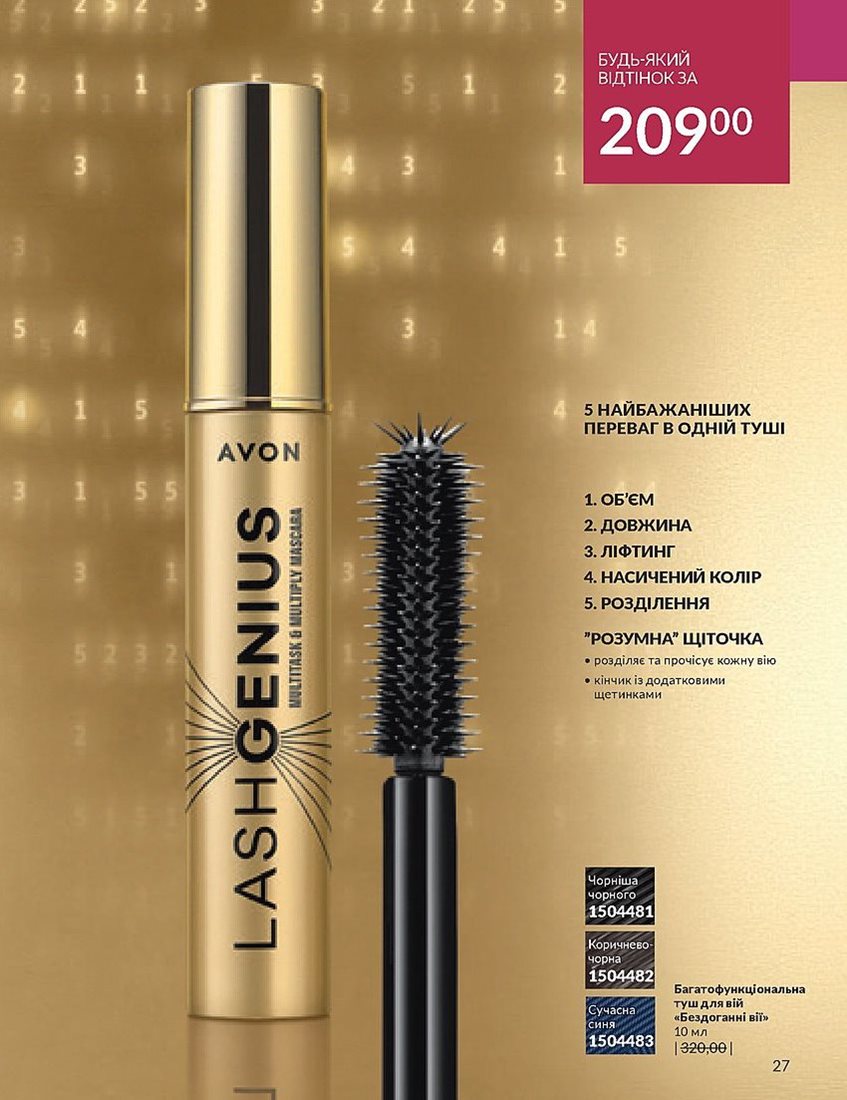 БУДЬ-ЯКИЙ
ВІДТІНОК ЗА
209⁰⁰
AVON
LASHGENIUS
MULTITASK & MULTIPLY MASCARA
5 НАЙБАЖАНІШИХ
ПЕРЕВАГ В ОДНІЙ ТУШІ
1. ОБ'ЄМ
2. ДОВЖИНА
3. ЛІФТИНГ
4. НАСИЧЕНИЙ КОЛІР
5. РОЗДІЛЕННЯ
"РОЗУМНА" ЩІТОЧКА
• розділяє та прочісує кожну вію
• кінчик із додатковими
щетинками
Чорніша
чорного
1504481
Коричнево-
чорна
1504482
Сучасна
синя
1504483
Багатофункціональна
туш для вій
«Бездоганні вії»
10 мл
| 320,00 |
27